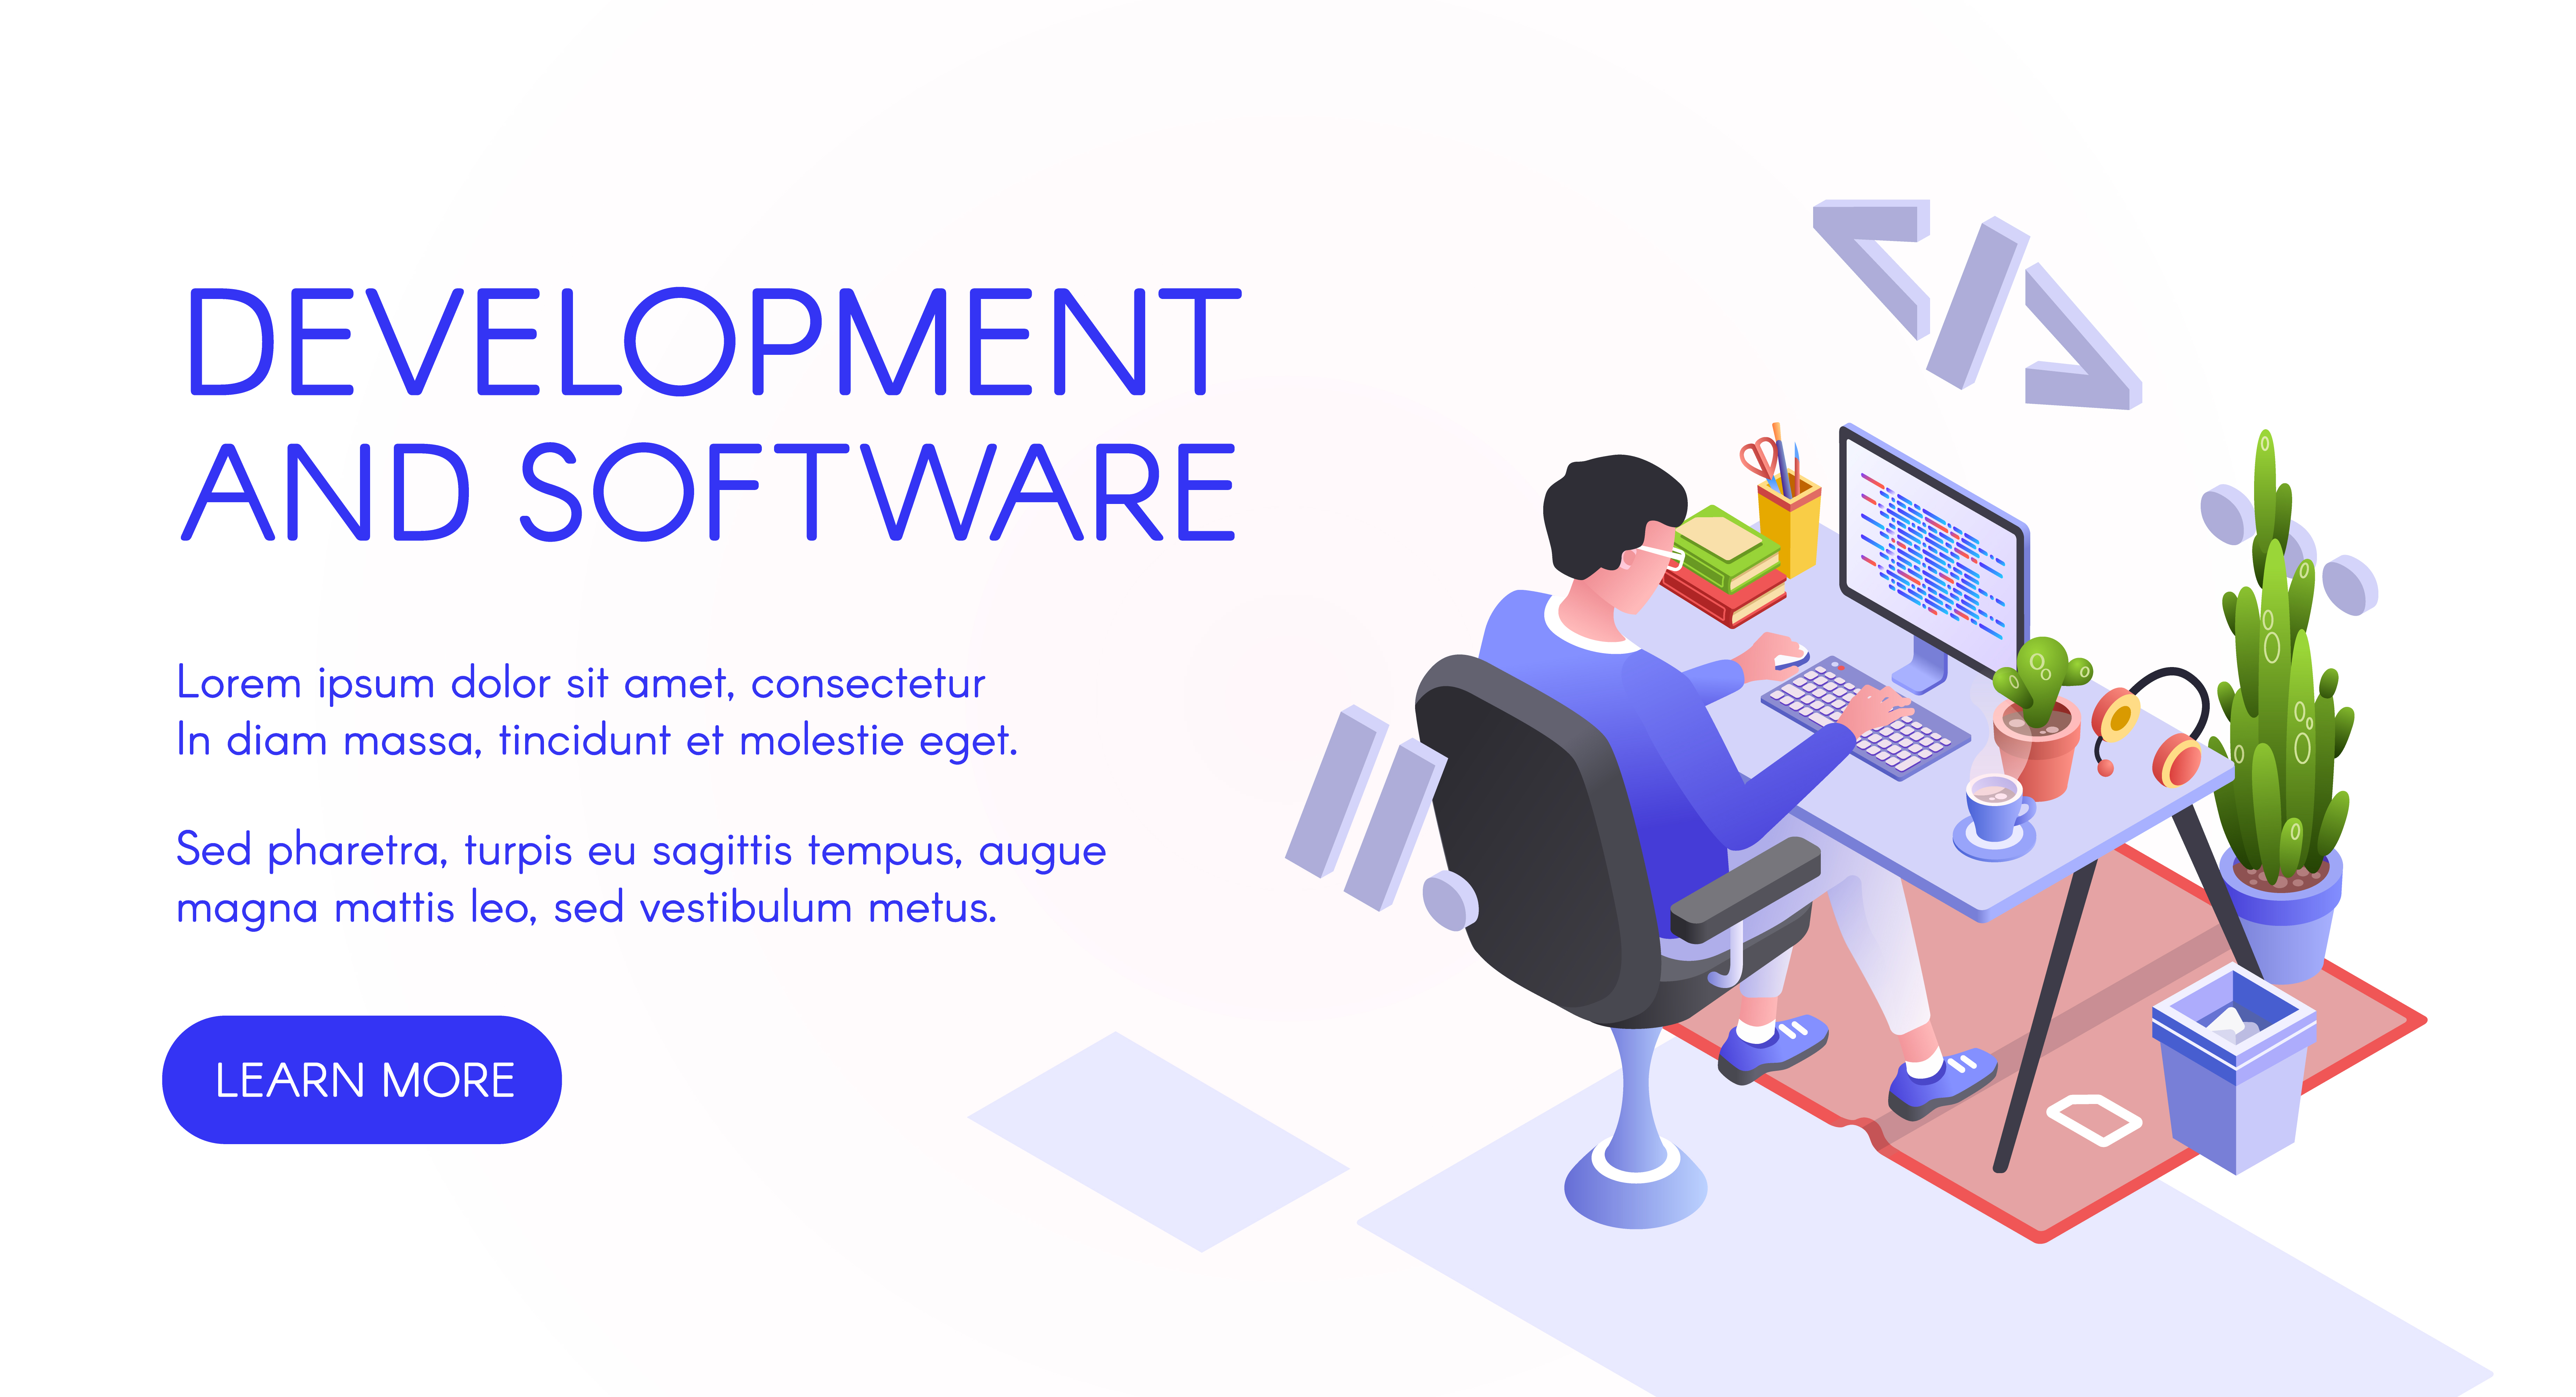 DEVELOPMENT
AND SOFTWARE
Lorem ipsum dolor sit amet, consectetur
In diam massa, tincidunt et molestie eget.
Sed pharetra, turpis eu sagittis tempus, augue
magna mattis leo, sed vestibulum metus.
LEARN MORE